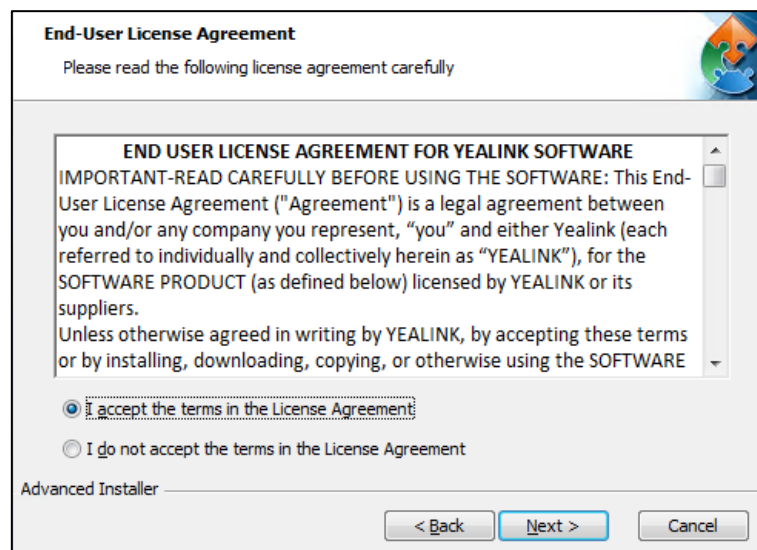 End-User License Agreement
Please read the following license agreement carefully
END USER LICENSE AGREEMENT FOR YEALINK SOFTWARE
IMPORTANT-READ CAREFULLY BEFORE USING THE SOFTWARE: This End-
User License Agreement ("Agreement") is a legal agreement between
you and/or any company you represent, “you” and either Yealink (each
referred to individually and collectively herein as “YEALINK”), for the
SOFTWARE PRODUCT (as defined below) licensed by YEALINK or its
suppliers.
Unless otherwise agreed in writing by YEALINK, by accepting these terms
or by installing, downloading, copying, or otherwise using the SOFTWARE
I accept the terms in the License Agreement
I do not accept the terms in the License Agreement
Advanced Installer
< Back Next > Cancel